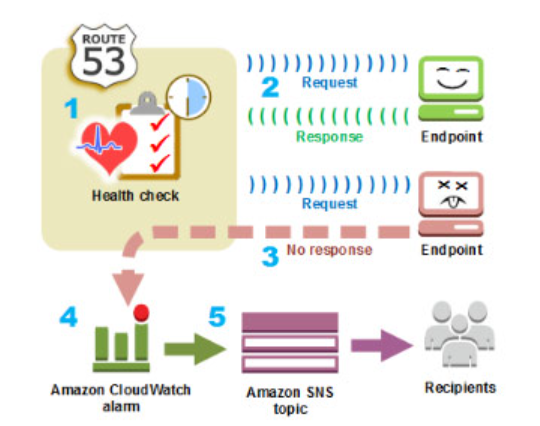 ROUTE
53
1
2
Request
Response
Endpoint
Health check
Request
3
No response
Endpoint
4
5
Amazon CloudWatch
alarm
Amazon SNS
topic
Recipients